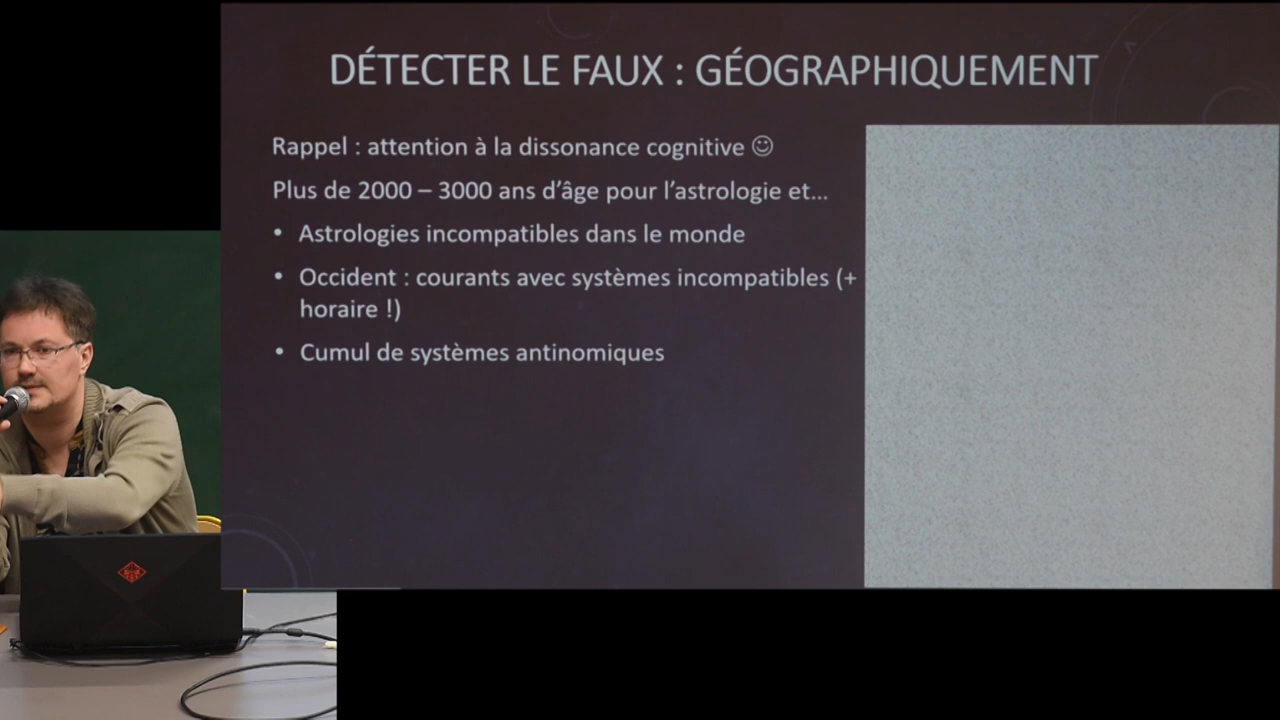 DÉTECTER LE FAUX : GÉOGRAPHIQUEMENT
Rappel : attention à la dissonance cognitive ☺
Plus de 2000 – 3000 ans d’âge pour l’astrologie et…
• Astrologies incompatibles dans le monde
• Occident : courants avec systèmes incompatibles (+
horaire !)
• Cumul de systèmes antinomiques